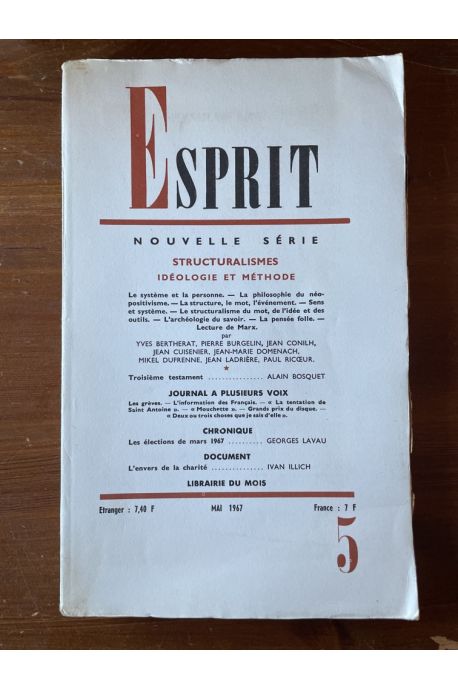 ESPRIT
NOUVELLE SÉRIE
STRUCTURALISMES
IDÉOLOGIE ET MÉTHODE
Le système et la personne. — La philosophie du néo-
positivisme. — La structure, le mot, l'événement. — Sens
et système. — Le structuralisme du mot, de l'idée et des
outils. — L'archéologie du savoir. — La pensée folle. —
Lecture de Marx.
par
YVES BERTHERAT, PIERRE BURGELIN, JEAN CONILH,
JEAN CUISENIER, JEAN-MARIE DOMENACH,
MIKEL DUFRENNE, JEAN LADRIÈRE, PAUL RICŒUR.
★
Troisième testament ................ ALAIN BOSQUET
JOURNAL A PLUSIEURS VOIX
Les grèves. — L'information des Français. — « La tentation de
Saint Antoine ». — « Mouchette ». — Grands prix du disque. —
« Deux ou trois choses que je sais d'elle ».
CHRONIQUE
Les élections de mars 1967 .......... GEORGES LAVAU
DOCUMENT
L'envers de la charité ............... IVAN ILLICH
LIBRAIRIE DU MOIS
Etranger : 7,40 F MAI 1967 France : 7 F
5